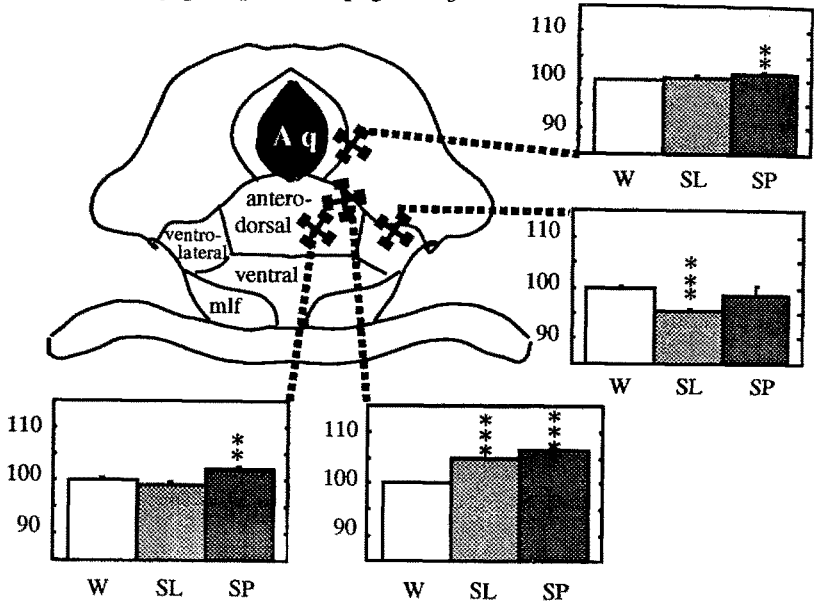 110
100
90
**
W SL SP
Aq
antero-
dorsal
ventro-
lateral
ventral
mlf
110
100
90
***
W SL SP
110
100
90
**
W SL SP
110
100
90
*** ***
W SL SP